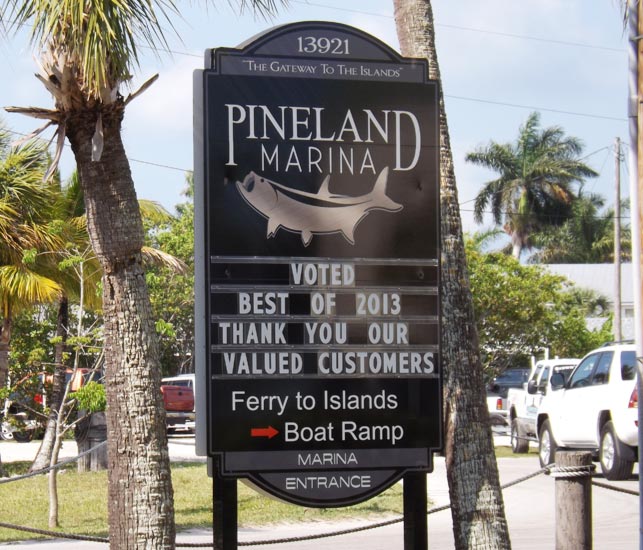 13921
"THE GATEWAY TO THE ISLANDS"
PINELAND
MARINA
VOTED
BEST OF 2013
THANK YOU OUR
VALUED CUSTOMERS
Ferry to Islands
Boat Ramp
MARINA
ENTRANCE